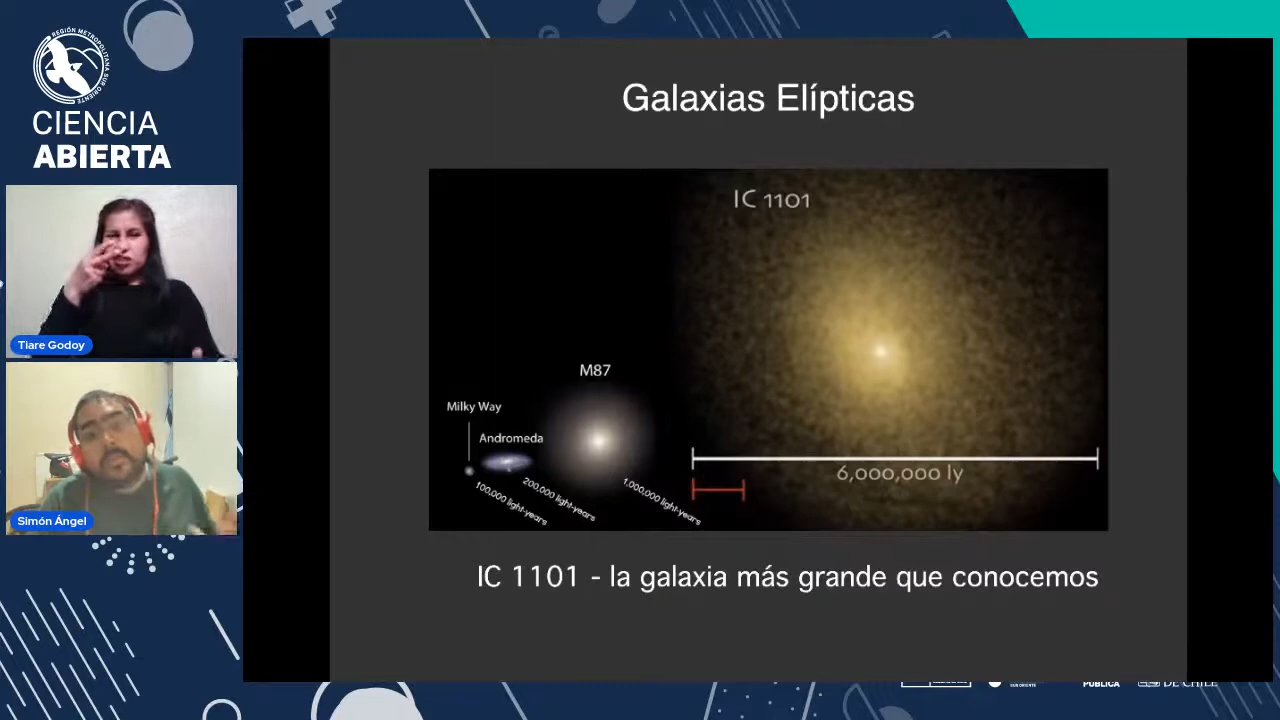 REGIÓN METROPOLITANA SUR ORIENTE
CIENCIA
ABIERTA
Tiare Godoy
Simón Ángel
Galaxias Elípticas
IC 1101
M87
Milky Way
Andromeda
100,000 light-years
200,000 light-years
1,000,000 light-years
6,000,000 ly
IC 1101 - la galaxia más grande que conocemos
SUR ORIENTE
PÚBLICA
DE CHILE